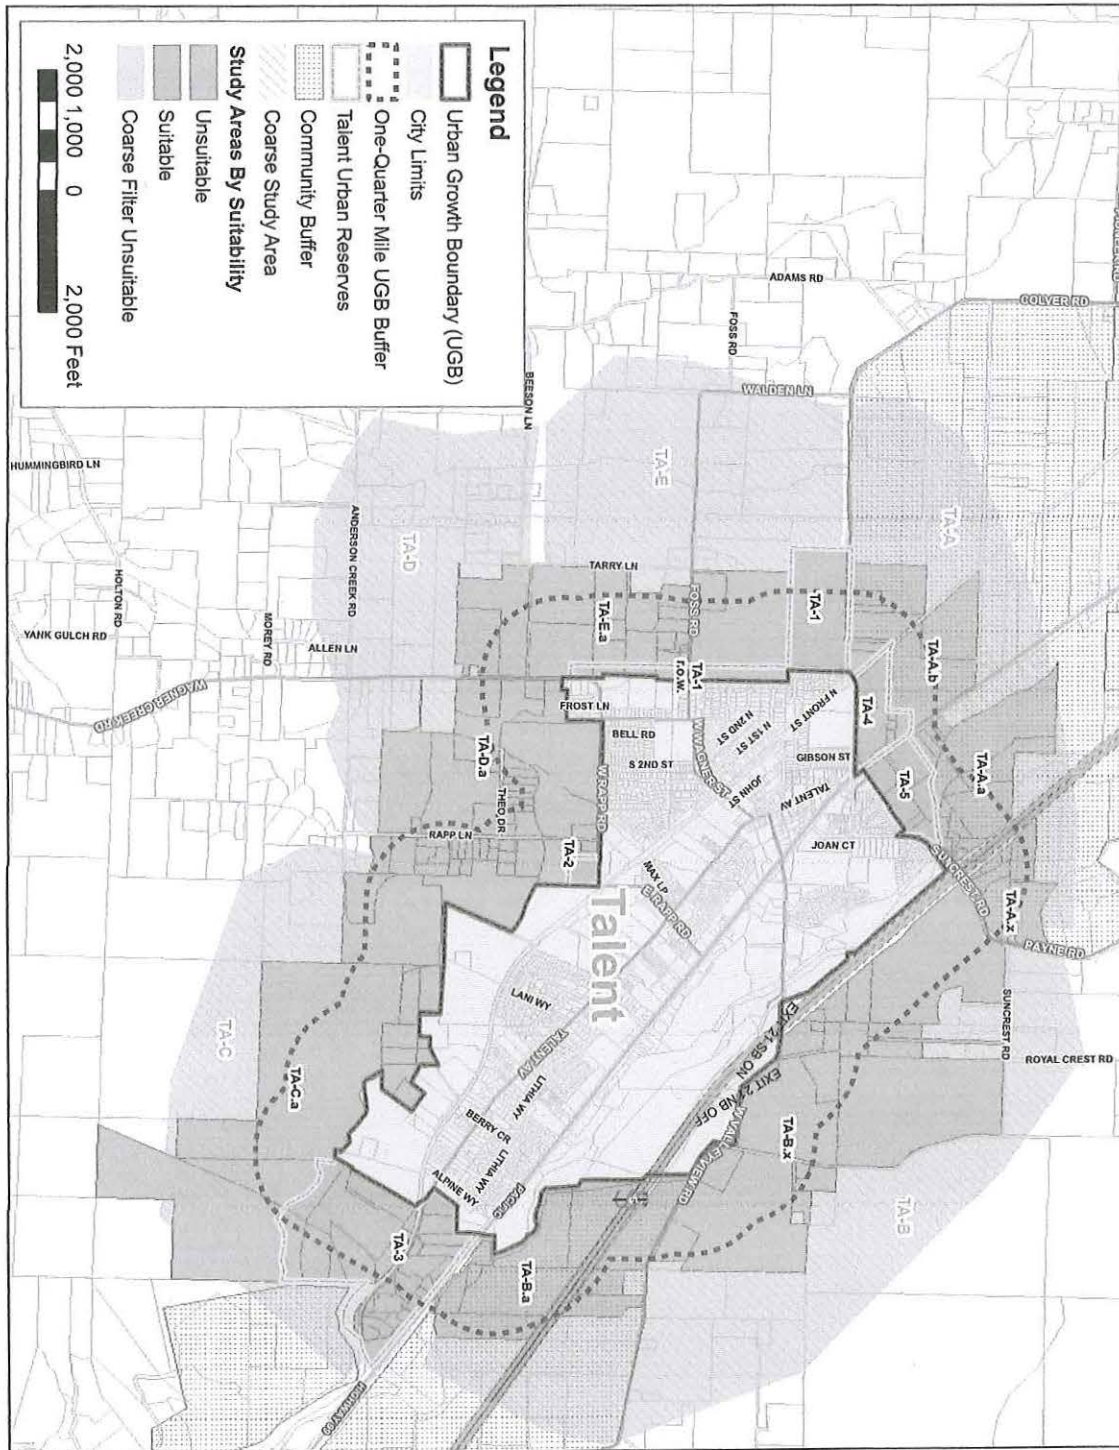 Legend
Urban Growth Boundary (UGB)
City Limits
One-Quarter Mile UGB Buffer
Talent Urban Reserves
Community Buffer
Coarse Study Area
Study Areas By Suitability
Unsuitable
Suitable
Coarse Filter Unsuitable
2,000 1,000 0 2,000 Feet
ADAMS RD
COLYER RD
FOSS RD
WALDEN LN
BEESON LN
HUMMINGBIRD LN
TA-E
TA-A
TA-D
ANDERSON CREEK RD
TARRY LN
HOLTON RD
YANK GULCH RD
MOREY RD
ALLEN LN
WAGNER CREEK RD
TA-E.a
FOSS RD
TA-1
TA-1
r.o.w.
TA-A.b
TA-4
FROST LN
N FRONT ST
N 1ST ST
N 2ND ST
BELL RD
S 2ND ST
W WAGNER ST
GIBSON ST
JOHN ST
TALENT AV
TA-5
TA-A.a
TA-D.a
THEO DR
W RAPP RD
RAPP LN
TA-2
JOAN CT
SUNCREST RD
TA-A.x
PAYNE RD
MAX LP
E RAPP RD
Talent
LANI WY
TALENT AV
LITHIA WY
BERRY CR
LITHIA WY
ALPINE WY
PACIFIC
EXIT 21 SB ON
EXIT 21 NB OFF
W VALLEY VIEW RD
SUNCREST RD
ROYAL CREST RD
TA-C
TA-C.a
TA-B.x
TA-B
TA-3
TA-B.a
HIGHWAY 99